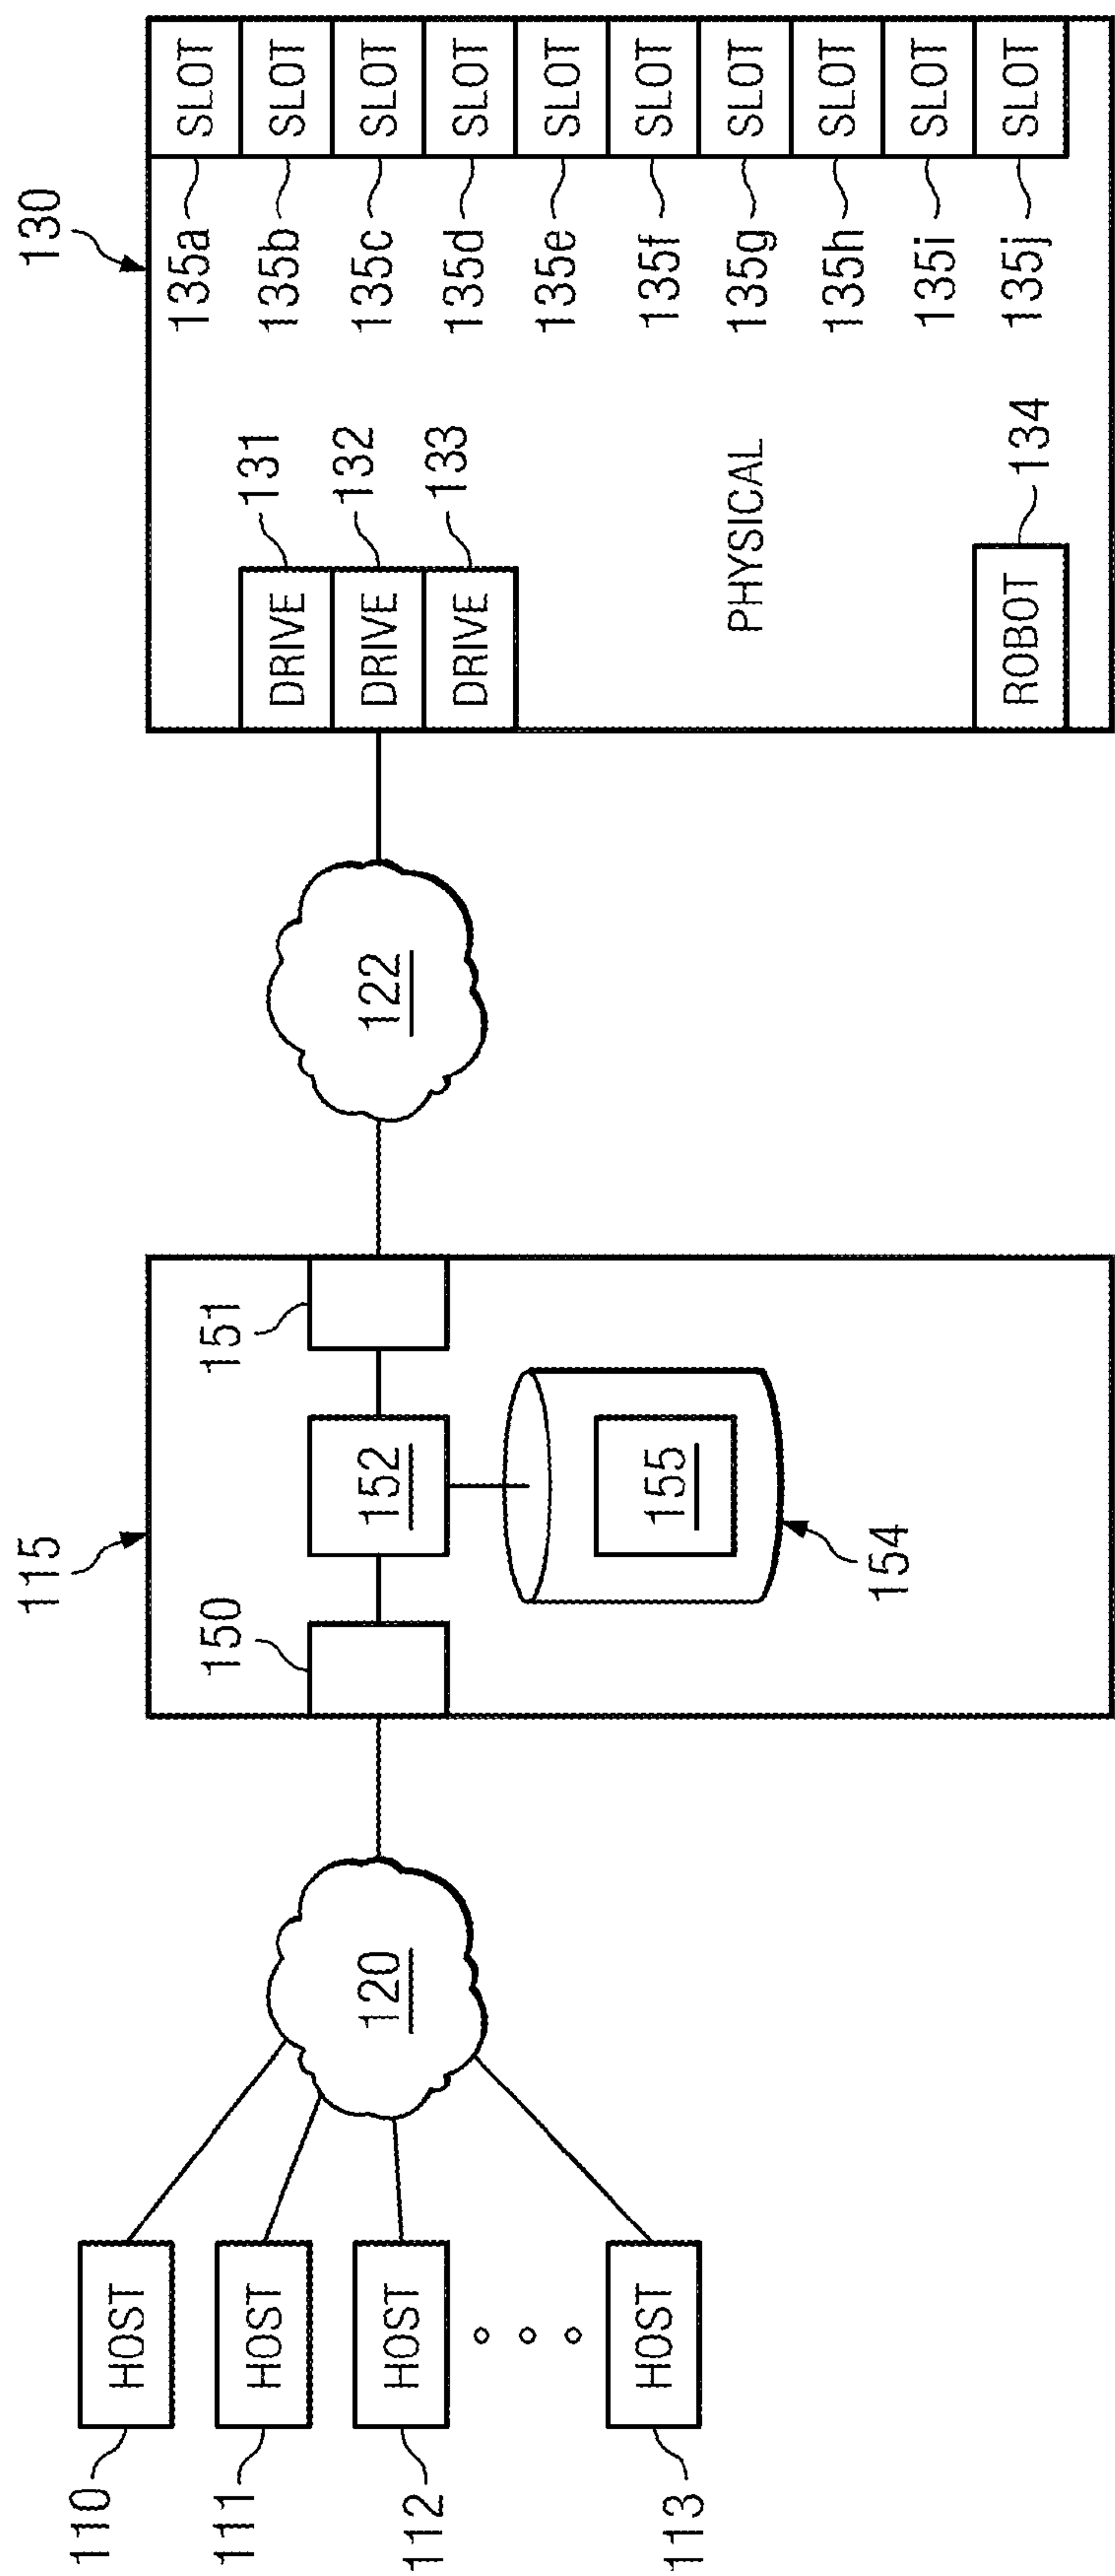 110
HOST
111
HOST
112
HOST
113
HOST
120
115
150
152
151
155
154
122
130
DRIVE
131
DRIVE
132
DRIVE
133
PHYSICAL
ROBOT
134
135a
SLOT
135b
SLOT
135c
SLOT
135d
SLOT
135e
SLOT
135f
SLOT
135g
SLOT
135h
SLOT
135i
SLOT
135j
SLOT